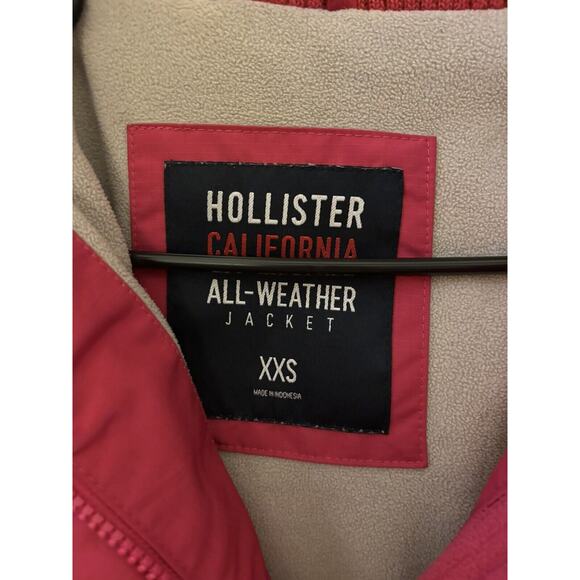 HOLLISTER
CALIFORNIA
ALL-WEATHER
JACKET
XXS
MADE IN INDONESIA